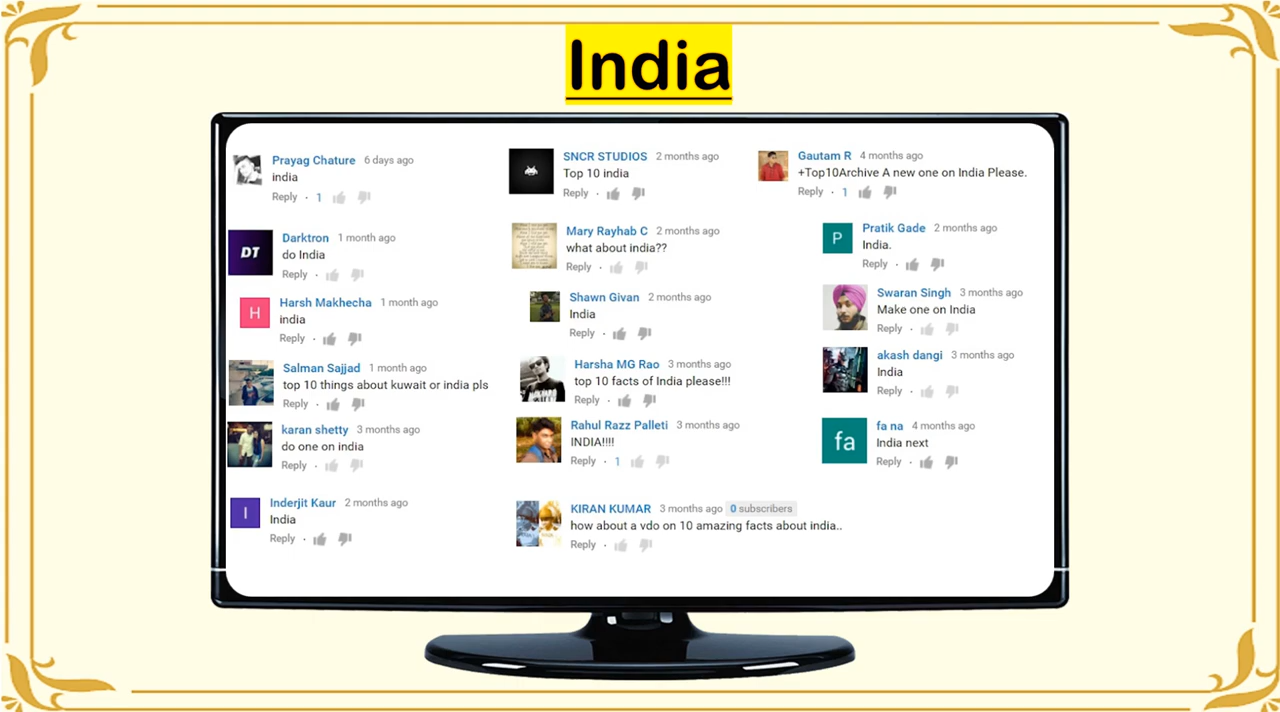 India
Prayag Chature 6 days ago
india
Reply · 1
Darktron 1 month ago
do India
Reply ·
Harsh Makhecha 1 month ago
india
Reply ·
Salman Sajjad 1 month ago
top 10 things about kuwait or india pls
Reply ·
karan shetty 3 months ago
do one on india
Reply ·
Inderjit Kaur 2 months ago
India
Reply ·
SNCR STUDIOS 2 months ago
Top 10 india
Reply ·
Mary Rayhab C 2 months ago
what about india??
Reply ·
Shawn Givan 2 months ago
India
Reply ·
Harsha MG Rao 3 months ago
top 10 facts of India please!!!
Reply ·
Rahul Razz Palleti 3 months ago
INDIA!!!!
Reply · 1
KIRAN KUMAR 3 months ago 0 subscribers
how about a vdo on 10 amazing facts about india..
Reply ·
Gautam R 4 months ago
+Top10Archive A new one on India Please.
Reply · 1
Pratik Gade 2 months ago
India.
Reply ·
Swaran Singh 3 months ago
Make one on India
Reply ·
akash dangi 3 months ago
India
Reply ·
fa na 4 months ago
India next
Reply ·
DT
H
I
P
fa